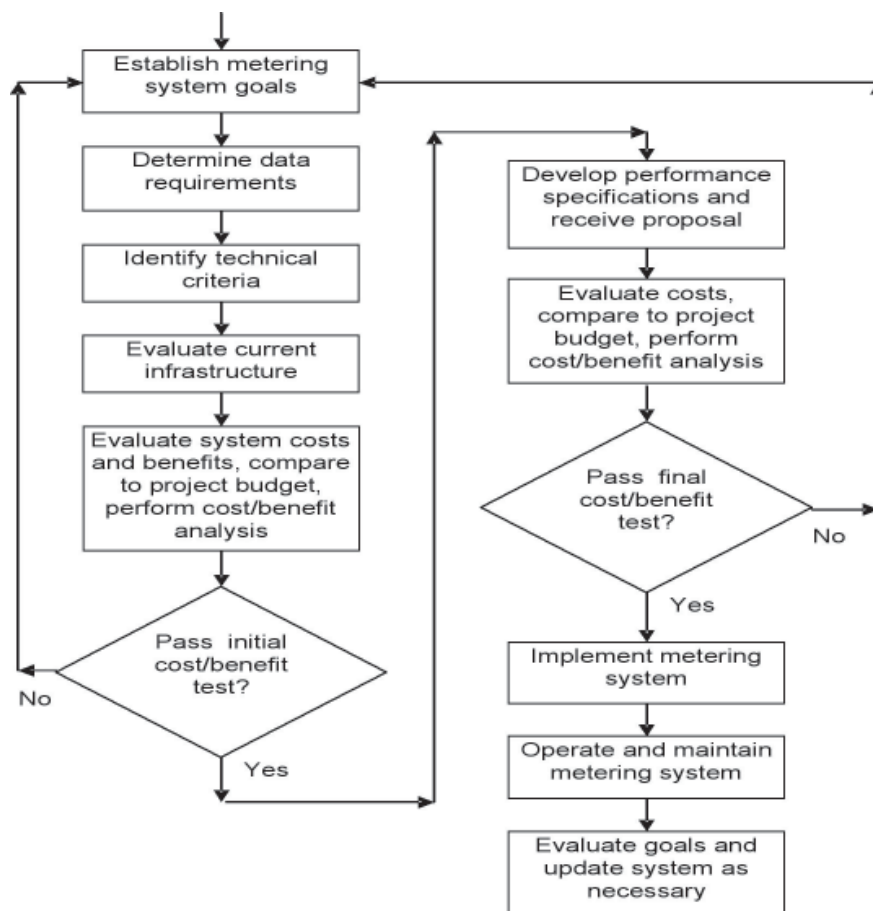 Establish metering
system goals
Determine data
requirements
Identify technical
criteria
Evaluate current
infrastructure
Evaluate system costs
and benefits, compare
to project budget,
perform cost/benefit
analysis
Pass initial
cost/benefit
test?
No
Yes
Develop performance
specifications and
receive proposal
Evaluate costs,
compare to project
budget, perform
cost/benefit analysis
Pass final
cost/benefit
test?
No
Yes
Implement metering
system
Operate and maintain
metering system
Evaluate goals and
update system as
necessary